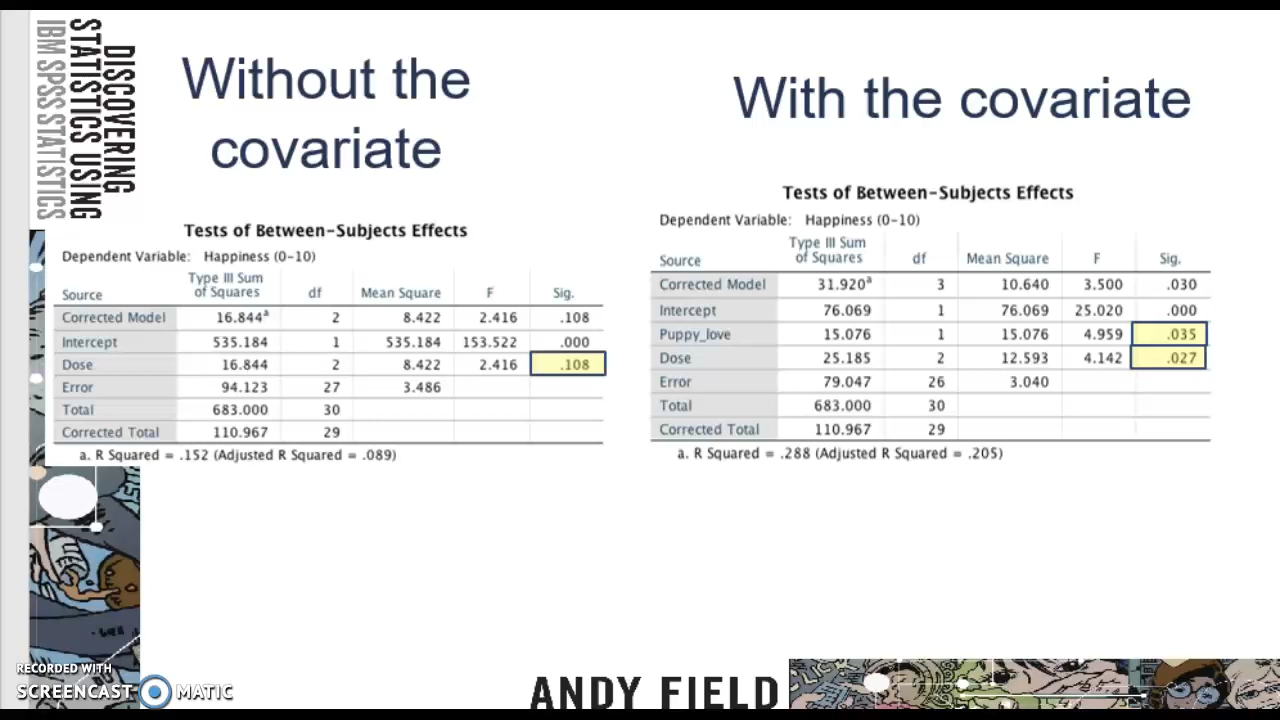 DISCOVERING
STATISTICS USING
IBM SPSS STATISTICS
Without the
covariate
With the covariate
Tests of Between-Subjects Effects
Dependent Variable: Happiness (0-10)
Source Type III Sum of Squares df Mean Square F Sig.
Corrected Model 16.844a 2 8.422 2.416 .108
Intercept 535.184 1 535.184 153.522 .000
Dose 16.844 2 8.422 2.416 .108
Error 94.123 27 3.486
Total 683.000 30
Corrected Total 110.967 29
a. R Squared = .152 (Adjusted R Squared = .089)
Tests of Between-Subjects Effects
Dependent Variable: Happiness (0-10)
Source Type III Sum of Squares df Mean Square F Sig.
Corrected Model 31.920a 3 10.640 3.500 .030
Intercept 76.069 1 76.069 25.020 .000
Puppy_love 15.076 1 15.076 4.959 .035
Dose 25.185 2 12.593 4.142 .027
Error 79.047 26 3.040
Total 683.000 30
Corrected Total 110.967 29
a. R Squared = .288 (Adjusted R Squared = .205)
RECORDED WITH
SCREENCAST MATIC
ANDY FIELD